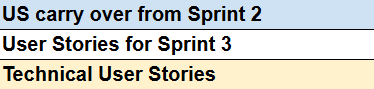 US carry over from Sprint 2
User Stories for Sprint 3
Technical User Stories